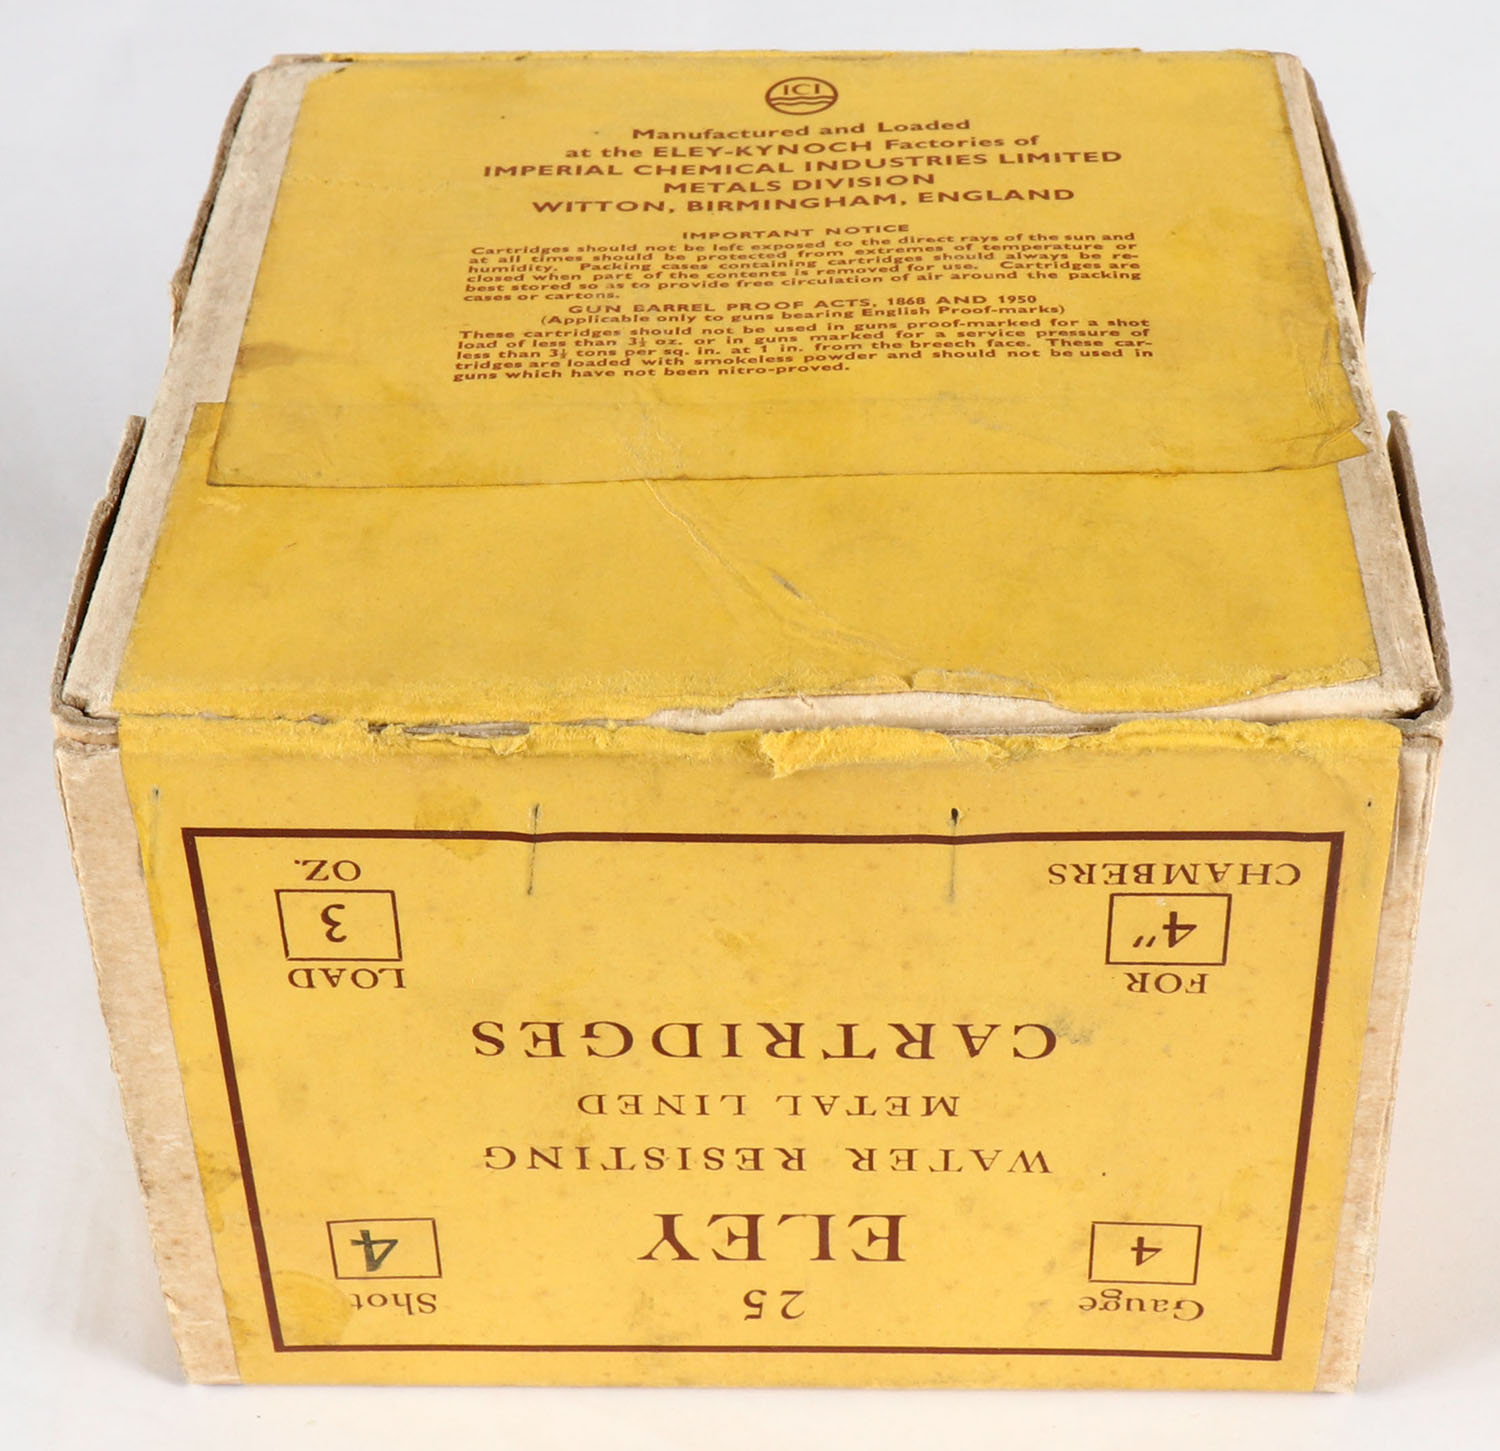 ICI
Manufactured and Loaded
at the ELEY-KYNOCH Factories of
IMPERIAL CHEMICAL INDUSTRIES LIMITED
METALS DIVISION
WITTON, BIRMINGHAM, ENGLAND
IMPORTANT NOTICE
Cartridges should not be left exposed to the direct rays of the sun and
at all times should be protected from extremes of temperature or
humidity. Packing cases containing cartridges should always be re-
closed when part of the contents is removed for use. Cartridges are
best stored so as to provide free circulation of air around the packing
cases or cartons.
GUN BARREL PROOF ACTS, 1868 AND 1950
(Applicable only to guns bearing English Proof-marks)
These cartridges should not be used in guns proof-marked for a shot
load of less than 3½ oz. or in guns marked for a service pressure of
less than 3½ tons per sq. in. at 1 in. from the breech face. These car-
tridges are loaded with smokeless powder and should not be used in
guns which have not been nitro-proved.
Gauge
4
25
ELEY
Shot
4
WATER RESISTING
METAL LINED
CARTRIDGES
FOR
4"
CHAMBERS
LOAD
3
OZ.